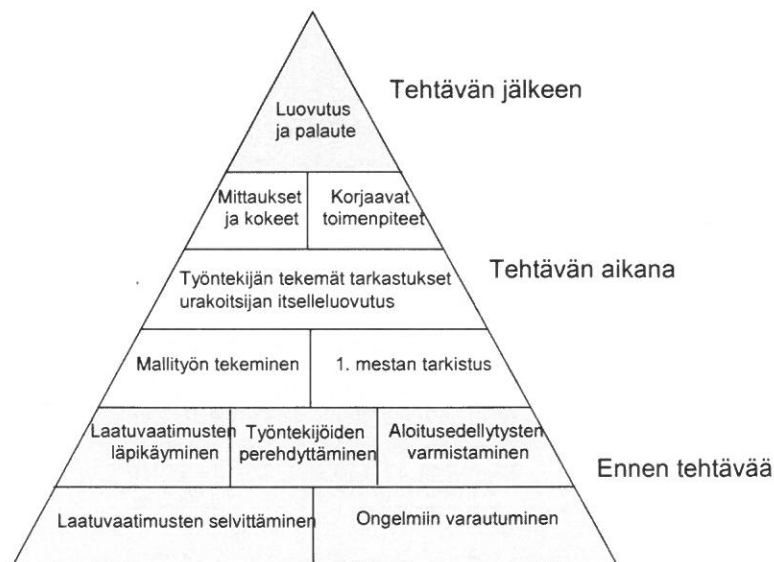 Tehtävän jälkeen
Luovutus
ja palaute
Mittaukset
ja kokeet
Korjaavat
toimenpiteet
Tehtävän aikana
Työntekijän tekemät tarkastukset
urakoitsijan itselleluovutus
Mallityön tekeminen
1. mestan tarkistus
Laatuvaatimusten
läpikäyminen
Työntekijöiden
perehdyttäminen
Aloitusedellytysten
varmistaminen
Ennen tehtävää
Laatuvaatimusten selvittäminen
Ongelmiin varautuminen